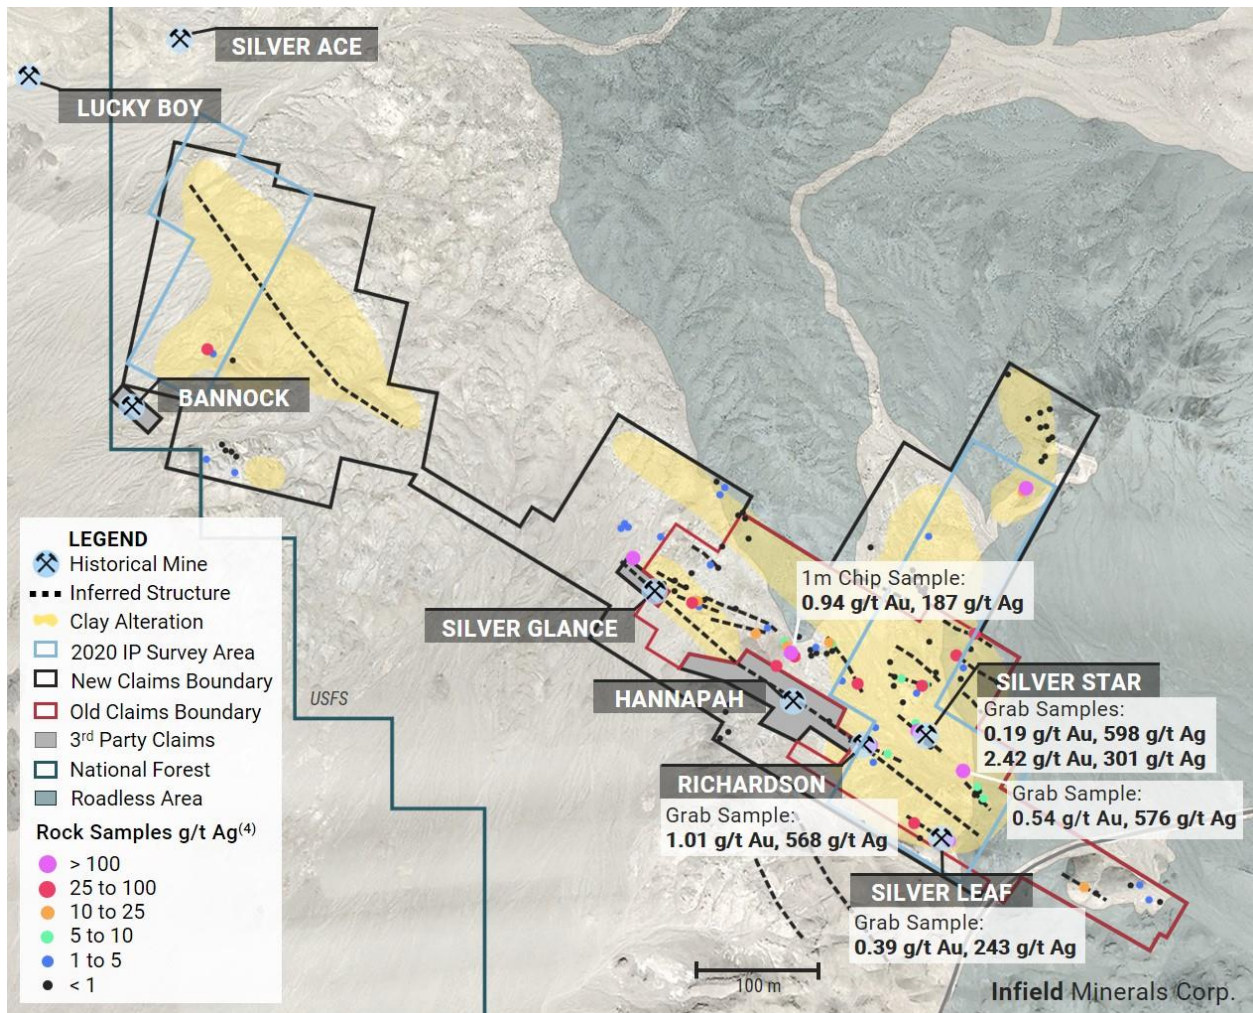 SILVER ACE
LUCKY BOY
BANNOCK
1m Chip Sample:
0.94 g/t Au, 187 g/t Ag
SILVER GLANCE
HANNAPAH
SILVER STAR
Grab Samples:
0.19 g/t Au, 598 g/t Ag
2.42 g/t Au, 301 g/t Ag
RICHARDSON
Grab Sample:
1.01 g/t Au, 568 g/t Ag
Grab Sample:
0.54 g/t Au, 576 g/t Ag
SILVER LEAF
Grab Sample:
0.39 g/t Au, 243 g/t Ag
USFS
LEGEND
Historical Mine
Inferred Structure
Clay Alteration
2020 IP Survey Area
New Claims Boundary
Old Claims Boundary
3rd Party Claims
National Forest
Roadless Area
Rock Samples g/t Ag(4)
> 100
25 to 100
10 to 25
5 to 10
1 to 5
< 1
100 m
Infield Minerals Corp.